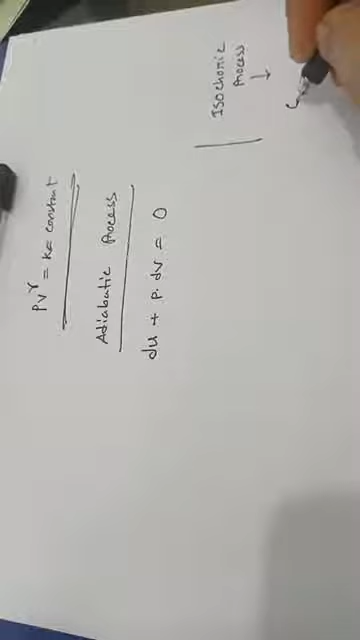 PV^γ = K= constant
Adiabatic Process
du + P.dv = 0
Isochoric
Process
↓